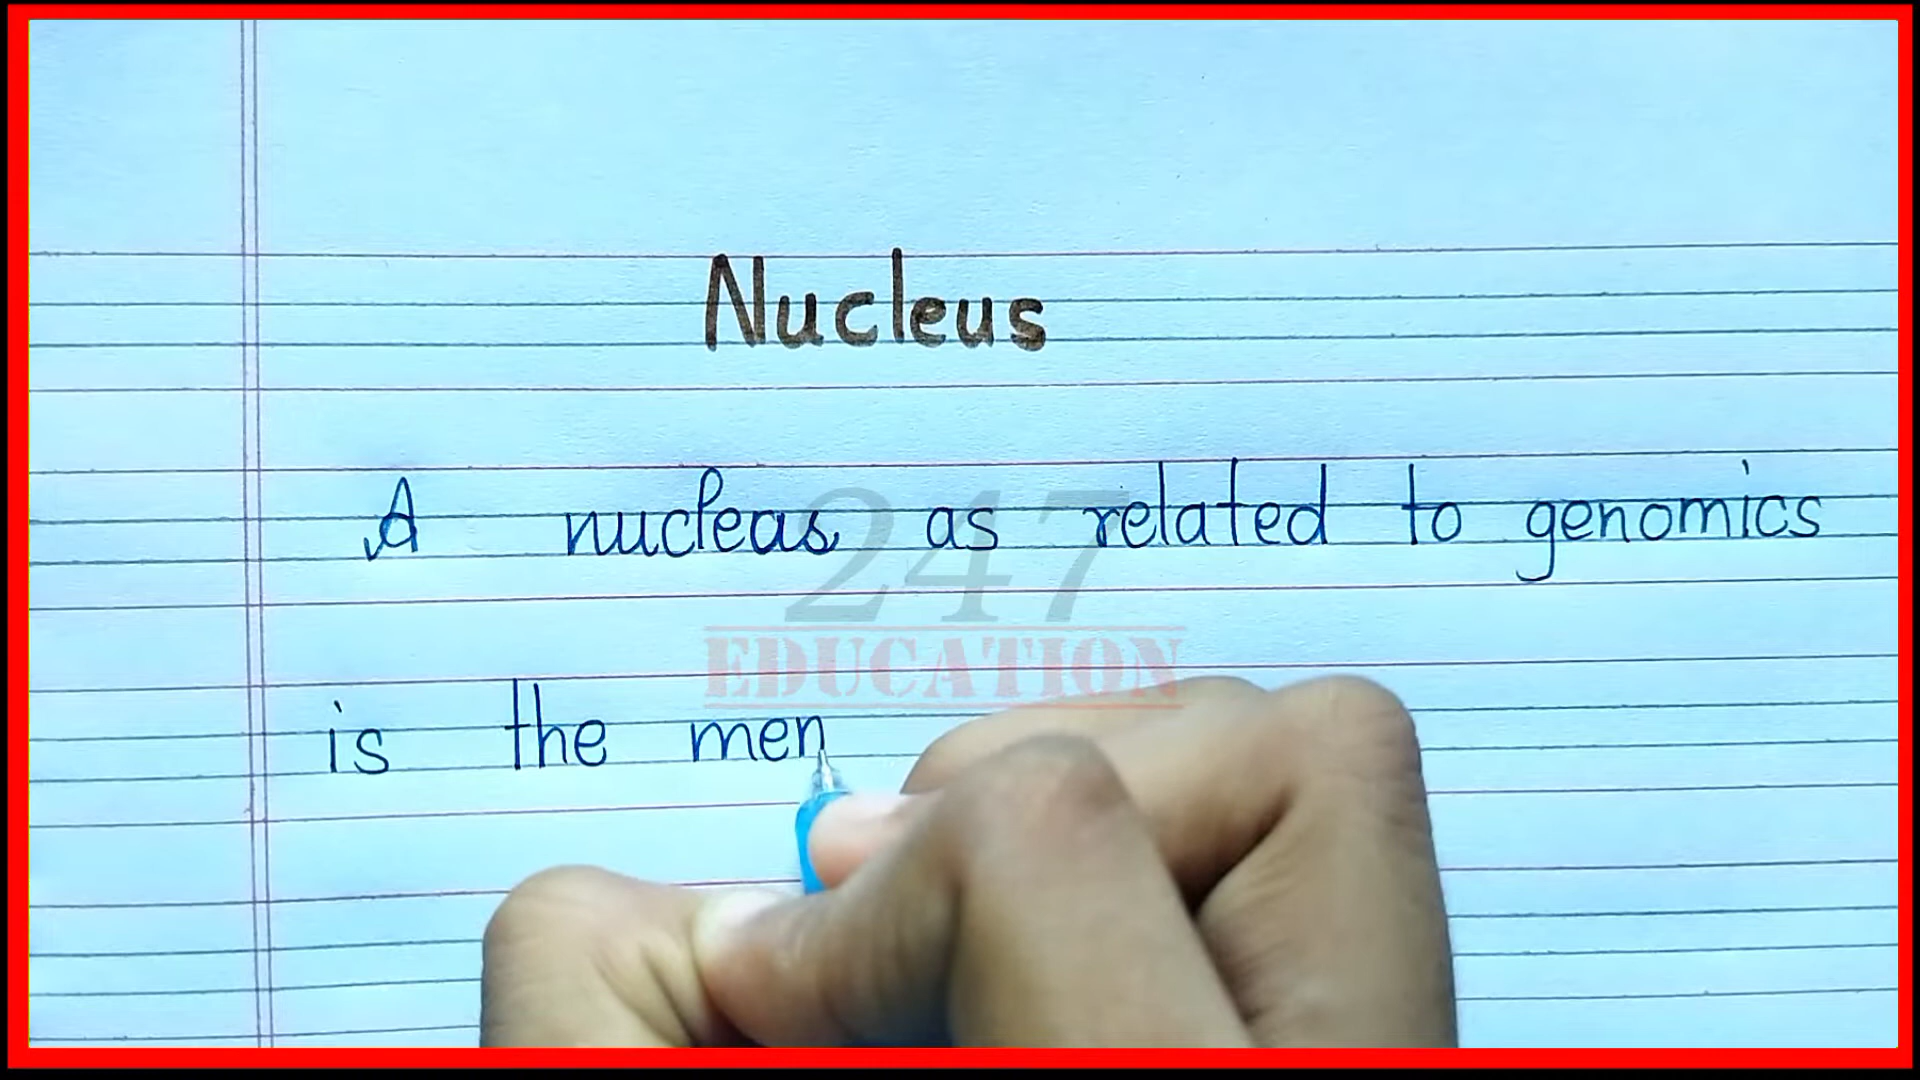 Nucleus
A nucleas as related to genomics
247
EDUCATION
is the men